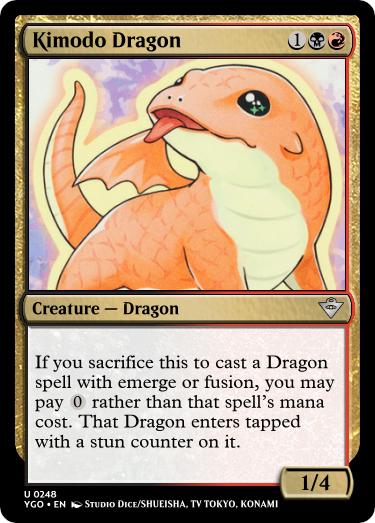 Kimodo Dragon 1
Creature — Dragon
If you sacrifice this to cast a Dragon
spell with emerge or fusion, you may
pay 0 rather than that spell's mana
cost. That Dragon enters tapped
with a stun counter on it.
1/4
U 0248
YGO • EN Studio Dice/SHUEISHA, TV TOKYO, KONAMI